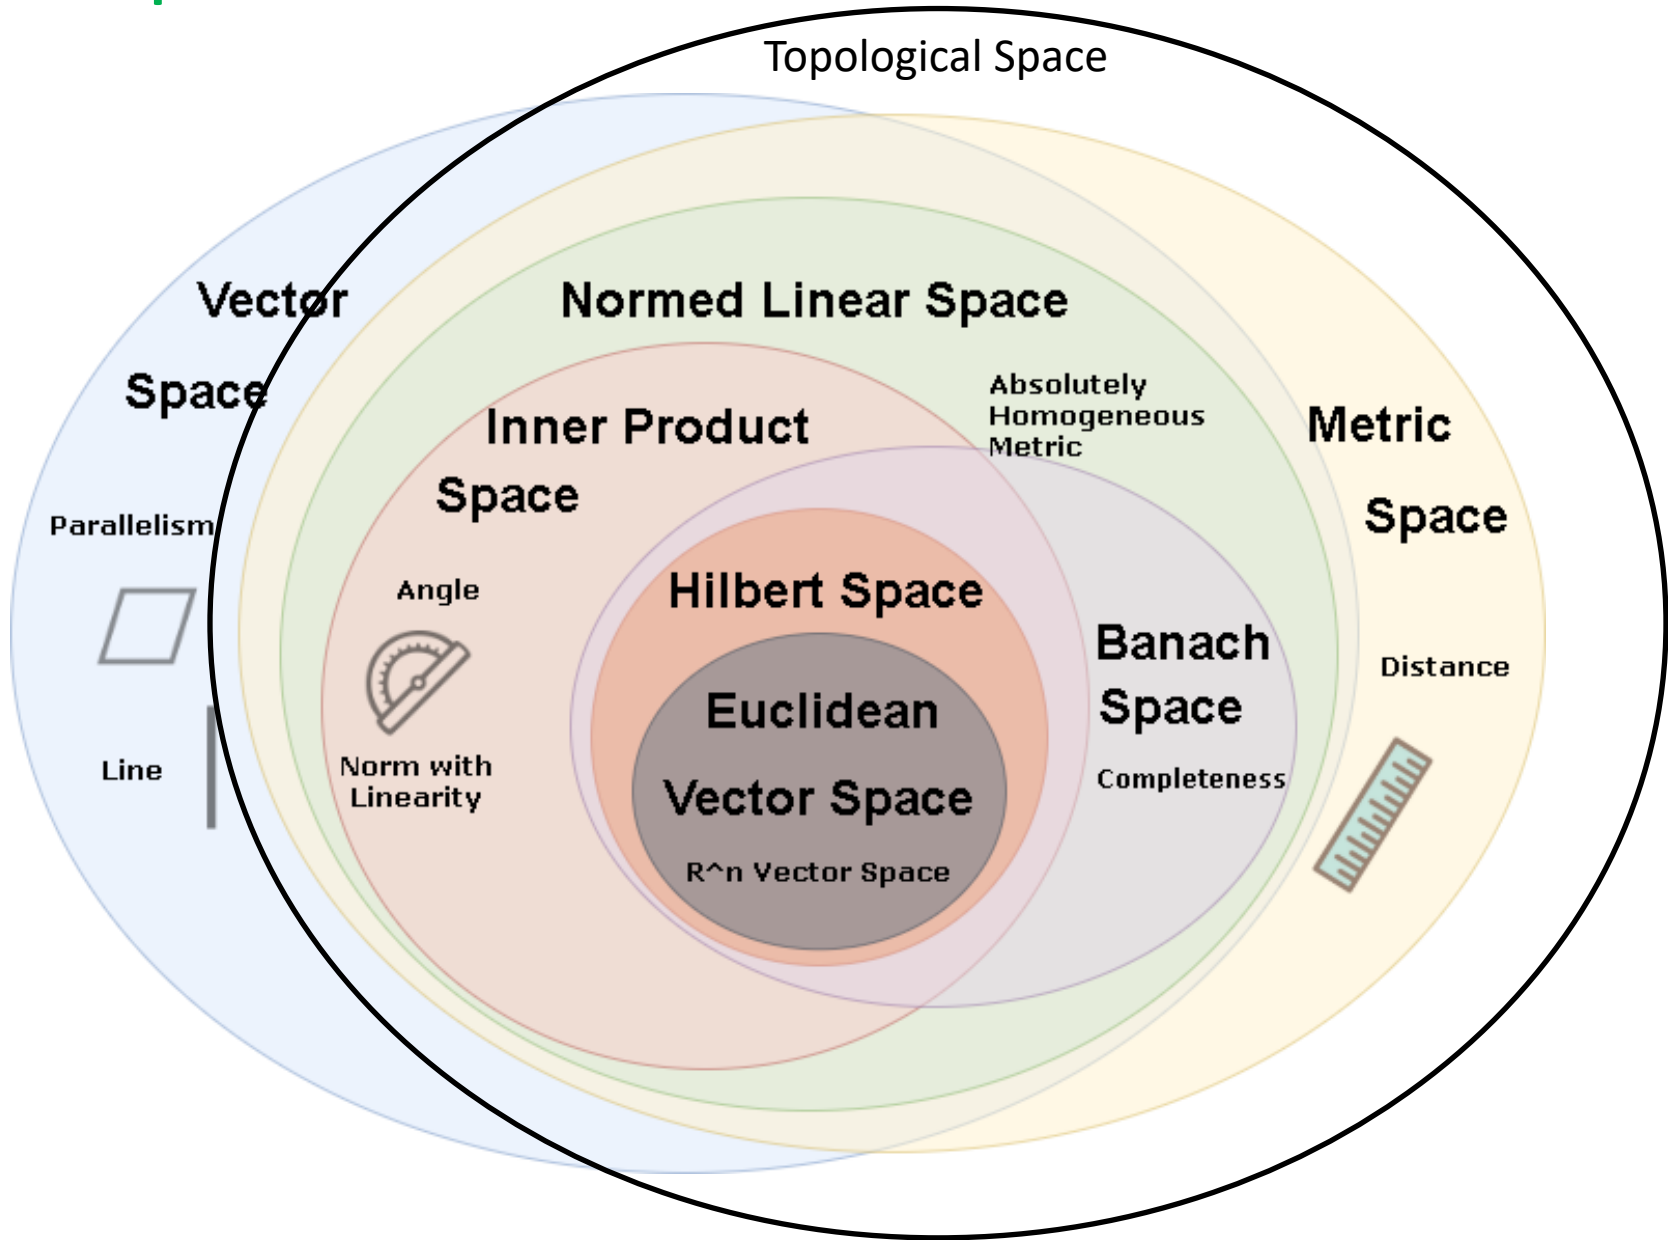 Topological Space
Vector
Space
Parallelism
Line
Normed Linear Space
Absolutely
Homogeneous
Metric
Inner Product
Space
Angle
Norm with
Linearity
Hilbert Space
Euclidean
Vector Space
R^n Vector Space
Banach
Space
Completeness
Metric
Space
Distance